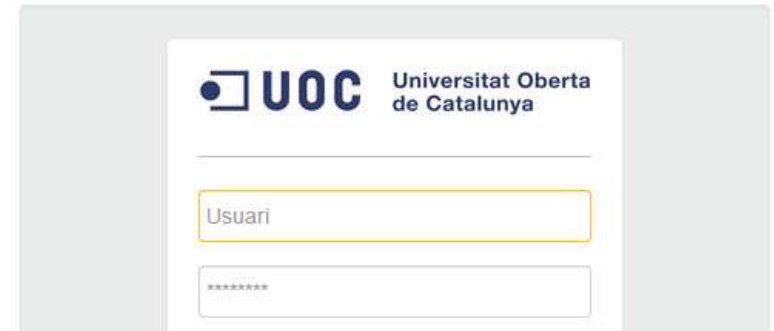 UOC
Universitat Oberta
de Catalunya
Usuari
********